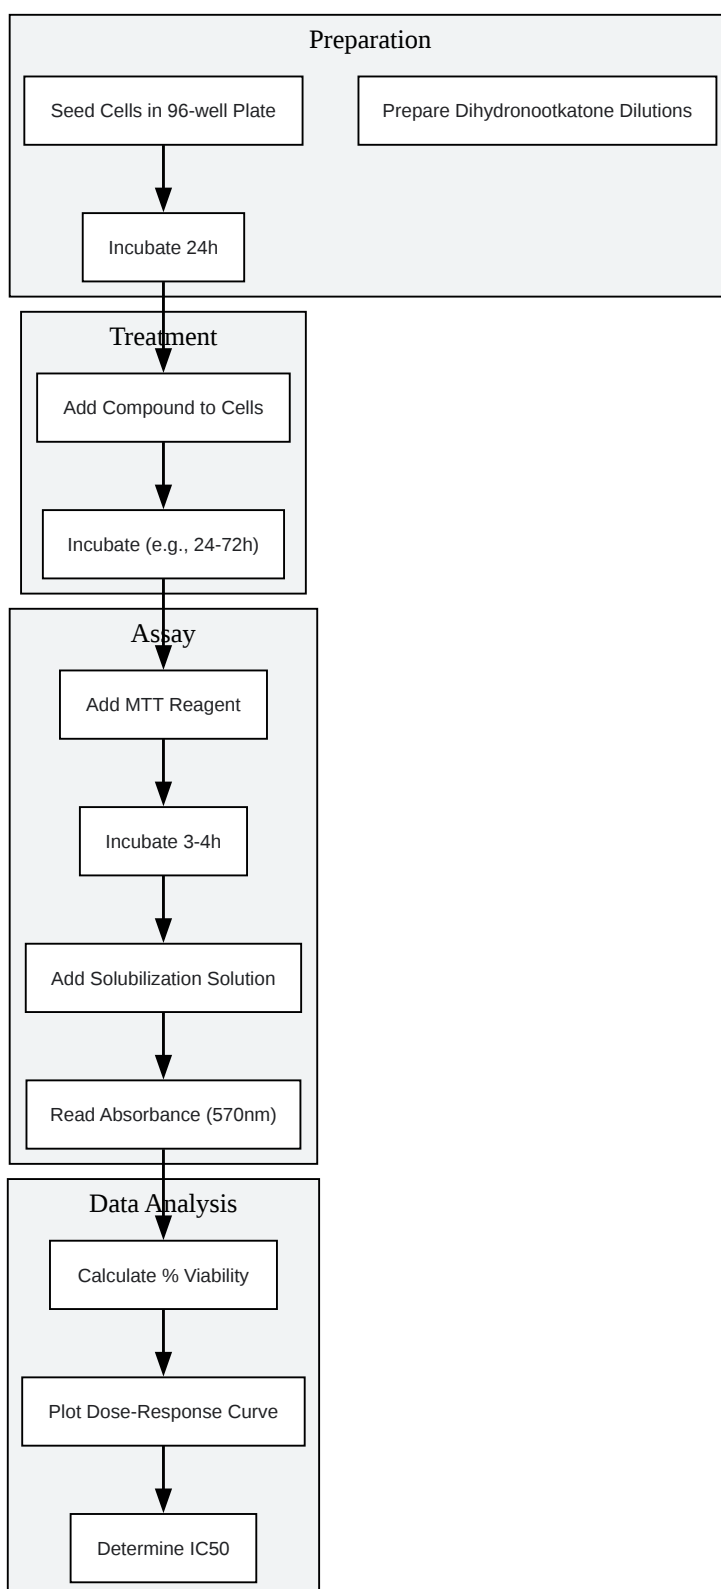 Preparation
Seed Cells in 96-well Plate
Prepare Dihydronootkatone Dilutions
Incubate 24h
Treatment
Add Compound to Cells
Incubate (e.g., 24-72h)
Assay
Add MTT Reagent
Incubate 3-4h
Add Solubilization Solution
Read Absorbance (570nm)
Data Analysis
Calculate % Viability
Plot Dose-Response Curve
Determine IC50